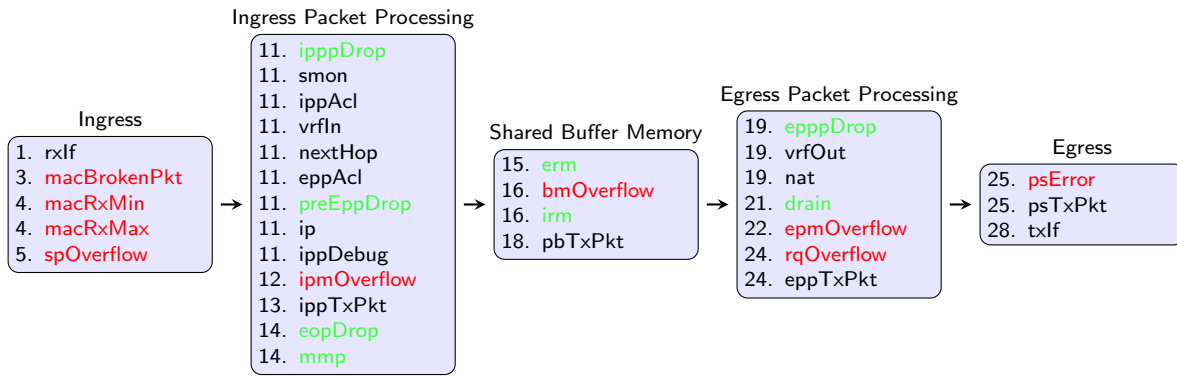 Ingress
1. rxIf
3. macBrokenPkt
4. macRxMin
4. macRxMax
5. spOverflow
Ingress Packet Processing
11. ipppDrop
11. smon
11. ippAcl
11. vrfIn
11. nextHop
11. eppAcl
11. preEppDrop
11. ip
11. ippDebug
12. ipmOverflow
13. ippTxPkt
14. eopDrop
14. mmp
Shared Buffer Memory
15. erm
16. bmOverflow
16. irm
18. pbTxPkt
Egress Packet Processing
19. epppDrop
19. vrfOut
19. nat
21. drain
22. epmOverflow
24. rqOverflow
24. eppTxPkt
Egress
25. psError
25. psTxPkt
28. txIf